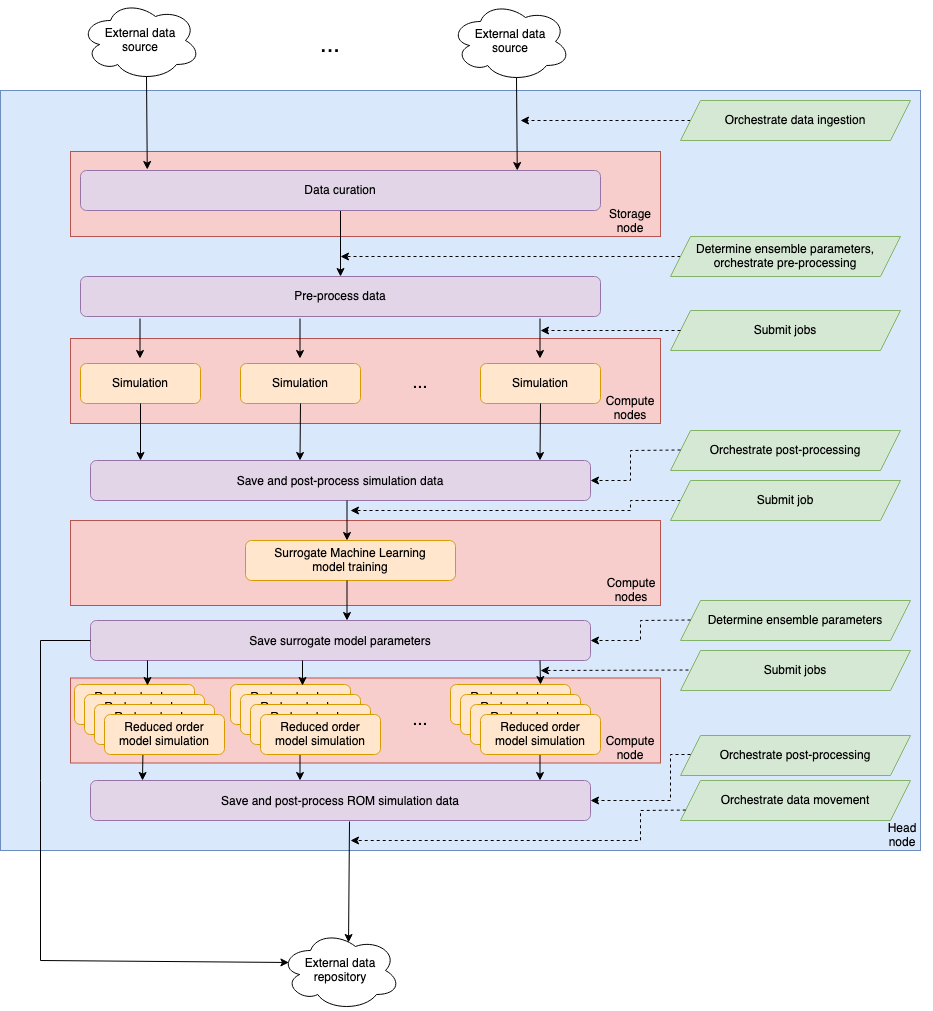 External data
source
...
External data
source
Orchestrate data ingestion
Data curation
Storage
node
Determine ensemble parameters,
orchestrate pre-processing
Pre-process data
Submit jobs
Simulation
Simulation
...
Simulation
Compute
nodes
Orchestrate post-processing
Save and post-process simulation data
Submit job
Surrogate Machine Learning
model training
Compute
nodes
Determine ensemble parameters
Save surrogate model parameters
Submit jobs
Reduced order
model simulation
Reduced order
model simulation
...
Reduced order
model simulation
Compute
node
Orchestrate post-processing
Save and post-process ROM simulation data
Orchestrate data movement
Head
node
External data
repository